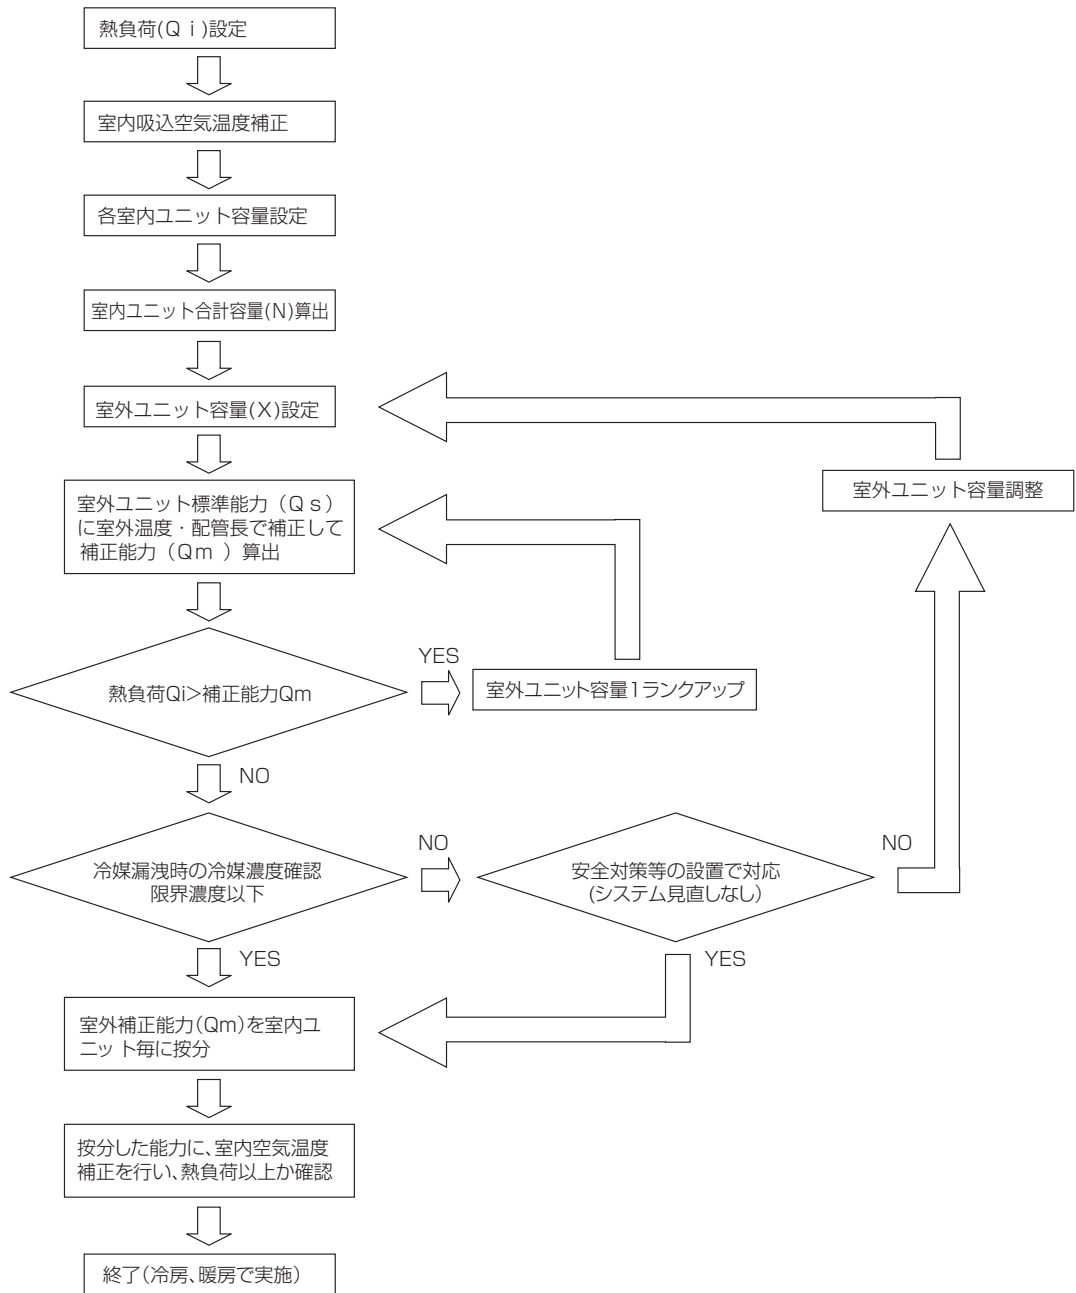 熱負荷(Ｑｉ)設定
室内吸込空気温度補正
各室内ユニット容量設定
室内ユニット合計容量(N)算出
室外ユニット容量(X)設定
室外ユニット容量調整
室外ユニット標準能力（Ｑｓ）
に室外温度・配管長で補正して
補正能力（Ｑｍ ）算出
熱負荷Qi>補正能力Qm
YES
室外ユニット容量1ランクアップ
NO
冷媒漏洩時の冷媒濃度確認
限界濃度以下
NO
安全対策等の設置で対応
(システム見直しなし)
NO
YES
YES
室外補正能力(Qm)を室内ユ
ニット毎に按分
按分した能力に、室内空気温度
補正を行い、熱負荷以上か確認
終了(冷房、暖房で実施)